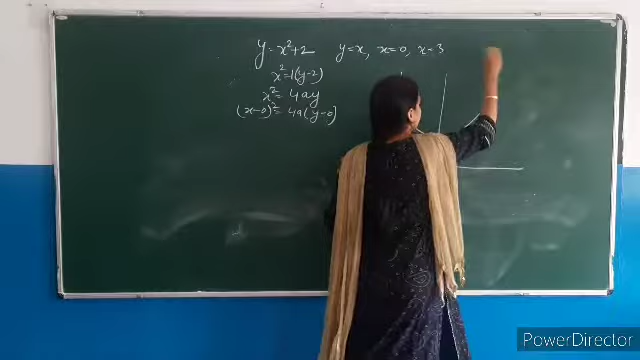 y = x²+2 y=x, x=0, x=3
x²=1(y-2)
x² = 4ay
(x-0)² = 4a(y-0)
PowerDirector